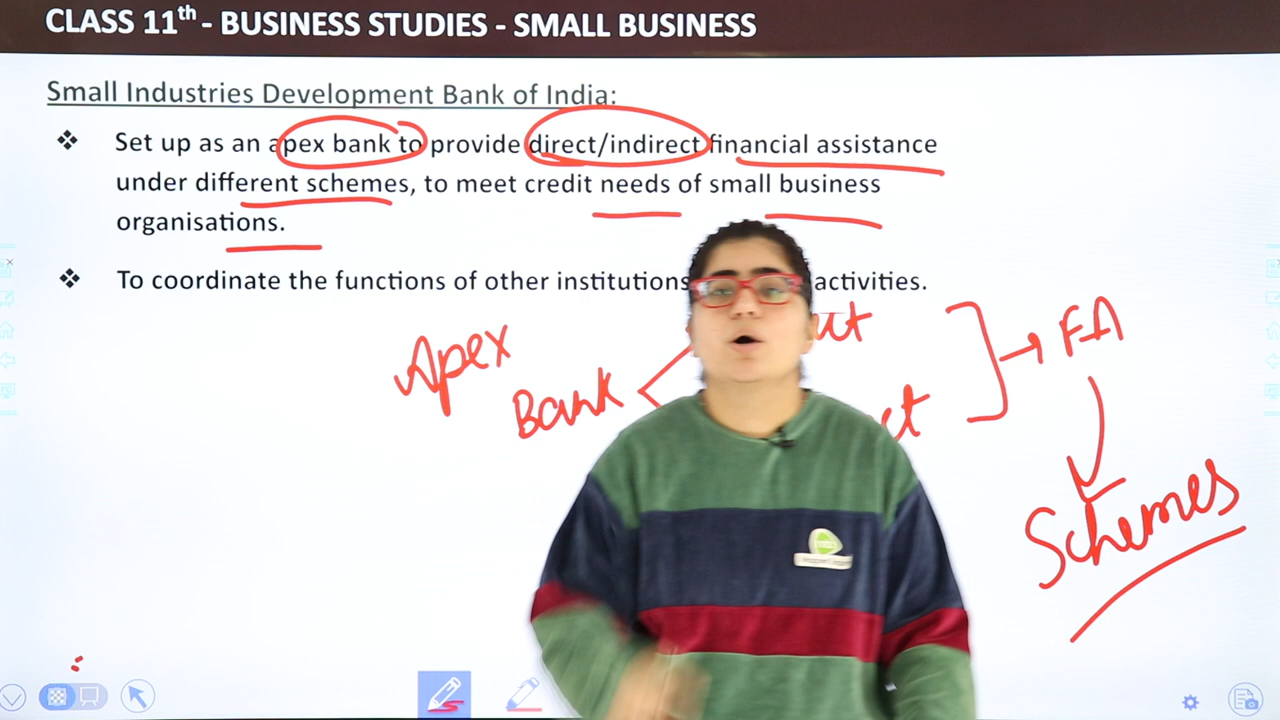 CLASS 11th - BUSINESS STUDIES - SMALL BUSINESS
Small Industries Development Bank of India:
❖ Set up as an apex bank to provide direct/indirect financial assistance
under different schemes, to meet credit needs of small business
organisations.
❖ To coordinate the functions of other institutions activities.
Apex
Bank
→ FA
Schemes